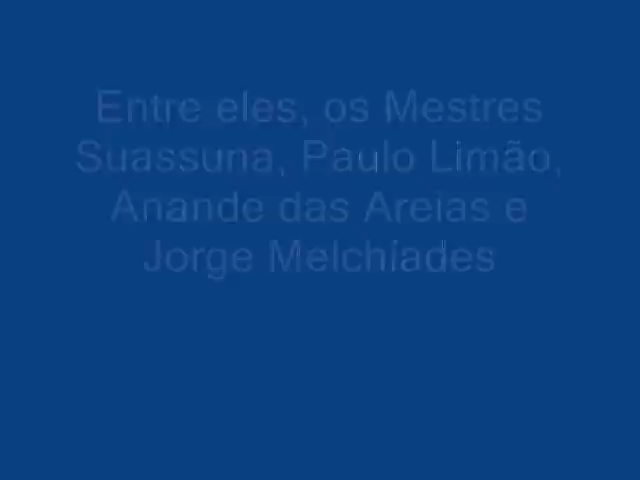 Entre eles, os Mestres
Suassuna, Paulo Limão,
Anande das Areias e
Jorge Melchíades